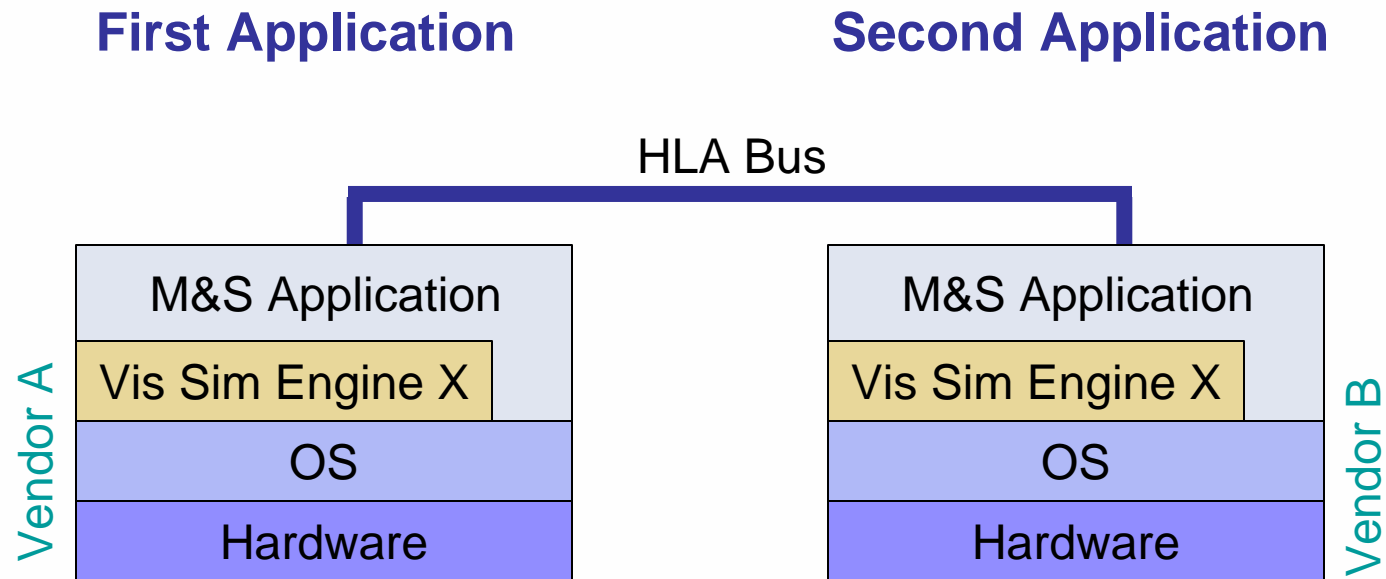 First Application
Second Application
HLA Bus
M&S Application
M&S Application
Vis Sim Engine X
Vis Sim Engine X
OS
OS
Hardware
Hardware
Vendor A
Vendor B